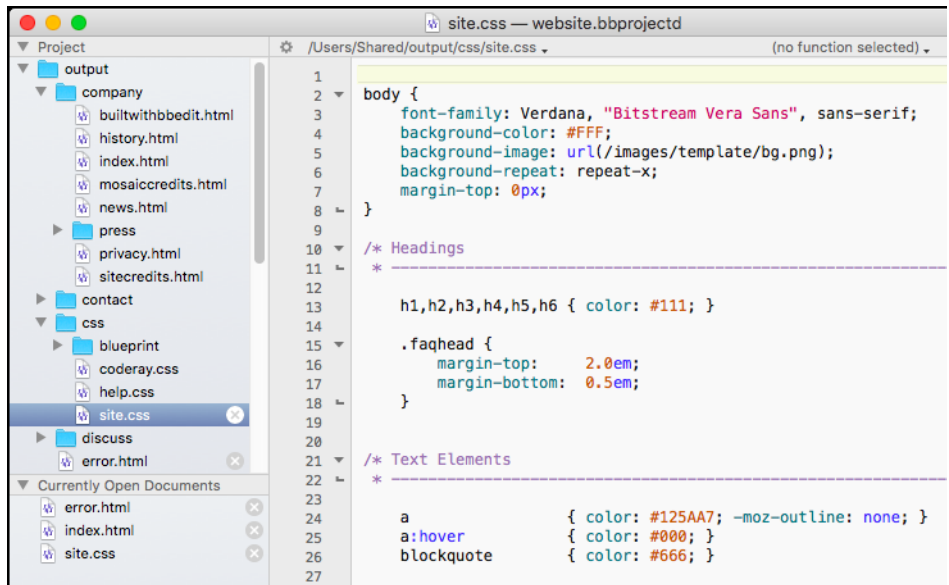 site.css — website.bbprojectd
Project
/Users/Shared/output/css/site.css
(no function selected)
output
company
builtwithbbedit.html
history.html
index.html
mosaiccredits.html
news.html
press
privacy.html
sitecredits.html
contact
css
blueprint
coderay.css
help.css
site.css
discuss
error.html
Currently Open Documents
error.html
index.html
site.css
1
2 body {
3     font-family: Verdana, "Bitstream Vera Sans", sans-serif;
4     background-color: #FFF;
5     background-image: url(/images/template/bg.png);
6     background-repeat: repeat-x;
7     margin-top: 0px;
8 }
9
10 /* Headings
11  * ------------------------------------------------------------
12
13     h1,h2,h3,h4,h5,h6 { color: #111; }
14
15     .faqhead {
16         margin-top:     2.0em;
17         margin-bottom:  0.5em;
18     }
19
20
21 /* Text Elements
22  * ------------------------------------------------------------
23
24     a                 { color: #125AA7; -moz-outline: none; }
25     a:hover           { color: #000; }
26     blockquote        { color: #666; }
27